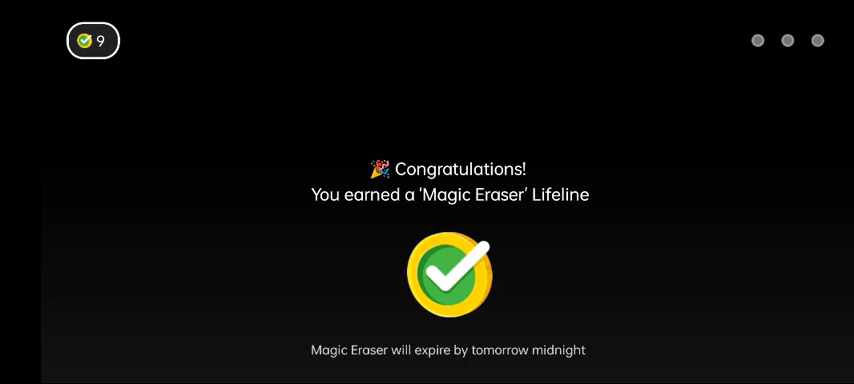 9
Congratulations!
You earned a 'Magic Eraser' Lifeline
Magic Eraser will expire by tomorrow midnight